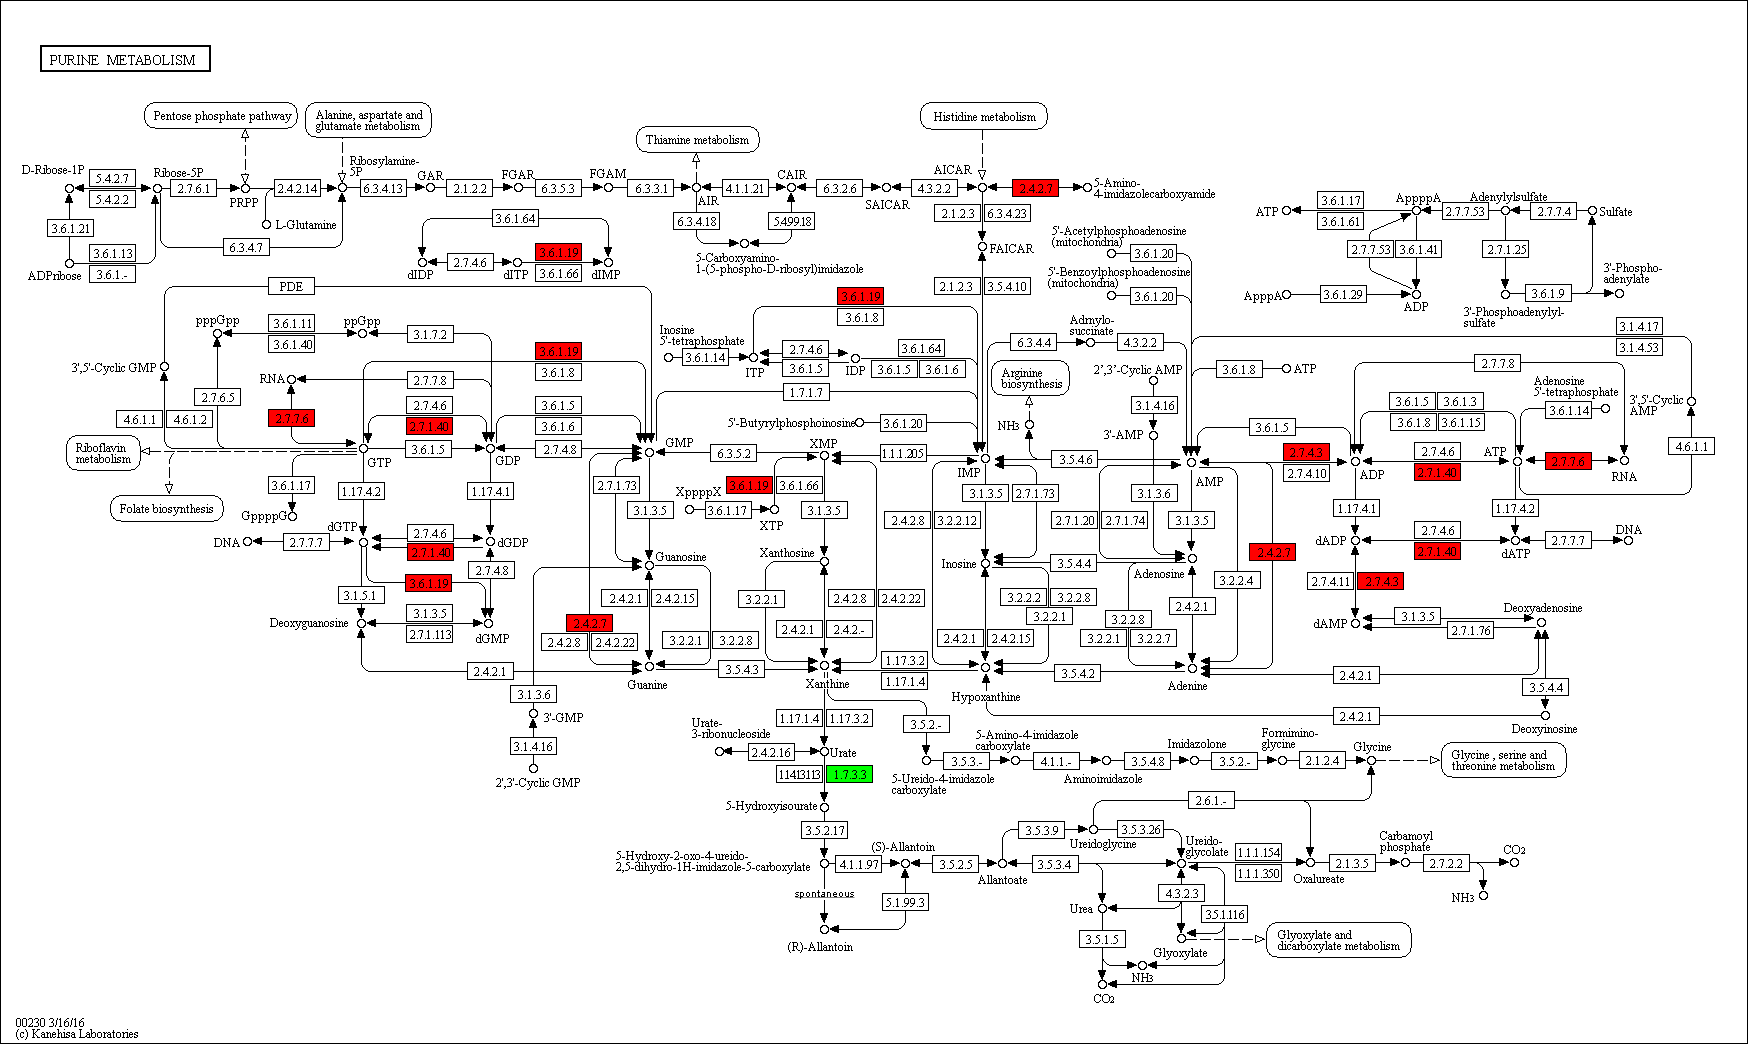 PURINE METABOLISM
Pentose phosphate pathway
Alanine, aspartate and
glutamate metabolism
Thiamine metabolism
Histidine metabolism
D-Ribose-1P
5.4.2.7
5.4.2.2
Ribose-5P
2.7.6.1
PRPP
2.4.2.14
Ribosylamine-
5P
6.3.4.13
GAR
2.1.2.2
FGAR
6.3.5.3
FGAM
6.3.3.1
AIR
4.1.1.21
CAIR
6.3.2.6
SAICAR
4.3.2.2
AICAR
2.4.2.7
5-Amino-
4-imidazolecarboxyamide
L-Glutamine
3.6.1.21
3.6.1.13
3.6.1.-
ADPribose
6.3.4.7
3.6.1.64
dIDP
2.7.4.6
dITP
3.6.1.19
3.6.1.66
dIMP
6.3.4.18
5.4.99.18
5-Carboxyamino-
1-(5-phospho-D-ribosyl)imidazole
2.1.2.3
6.3.4.23
FAICAR
2.1.2.3
3.5.4.10
5'-Acetylphosphoadenosine
(mitochondria)
3.6.1.20
5'-Benzoylphosphoadenosine
(mitochondria)
3.6.1.20
ATP
3.6.1.17
3.6.1.61
AppppA
2.7.7.53
Adenylylsulfate
2.7.7.4
Sulfate
2.7.7.53
3.6.1.41
2.7.1.25
ApppA
3.6.1.29
ADP
3.6.1.9
3'-Phospho-
adenylate
3'-Phosphoadenylyl-
sulfate
PDE
pppGpp
3.6.1.11
3.6.1.40
ppGpp
3.1.7.2
3',5'-Cyclic GMP
RNA
2.7.7.8
2.7.6.5
3.6.1.19
3.6.1.8
4.6.1.1
4.6.1.2
2.7.7.6
2.7.4.6
2.7.1.40
3.6.1.5
3.6.1.6
Inosine
5'-tetraphosphate
3.6.1.14
ITP
3.6.1.19
3.6.1.8
2.7.4.6
3.6.1.5
IDP
3.6.1.64
3.6.1.5
3.6.1.6
1.7.1.7
5'-Butyrylphosphoinosine
3.6.1.20
Admylo-
succinate
6.3.4.4
4.3.2.2
Arginine
biosynthesis
NH3
2',3'-Cyclic AMP
3.1.4.16
3'-AMP
3.6.1.8
ATP
3.1.4.17
3.1.4.53
2.7.7.8
Adenosine
5'-tetraphosphate
3.6.1.14
3',5'-Cyclic
AMP
3.6.1.5
3.6.1.3
3.6.1.8
3.6.1.15
4.6.1.1
Riboflavin
metabolism
Folate biosynthesis
GTP
3.6.1.5
GDP
2.7.4.8
GMP
6.3.5.2
XMP
1.1.1.205
IMP
3.5.4.6
AMP
3.6.1.5
2.7.4.3
2.7.4.10
ADP
2.7.4.6
2.7.1.40
ATP
2.7.7.6
RNA
3.6.1.17
GppppG
1.17.4.2
1.17.4.1
2.7.1.73
3.1.3.5
XppppX
3.6.1.17
3.6.1.19
3.6.1.66
XTP
3.1.3.5
3.1.3.5
2.7.1.73
2.4.2.8
3.2.2.12
3.1.3.6
2.7.1.20
2.7.1.74
3.1.3.5
1.17.4.1
1.17.4.2
DNA
2.7.7.7
dGTP
2.7.4.6
2.7.1.40
dGDP
3.6.1.19
2.7.4.8
3.1.5.1
3.1.3.5
2.7.1.113
Deoxyguanosine
dGMP
Guanosine
Xanthosine
Inosine
3.5.4.4
Adenosine
2.4.2.7
3.2.2.4
dADP
2.7.4.6
2.7.1.40
dATP
2.7.7.7
DNA
2.7.4.11
2.7.4.3
2.4.2.1
2.4.2.15
2.4.2.7
2.4.2.8
2.4.2.22
3.2.2.1
3.2.2.8
3.2.2.1
2.4.2.8
2.4.2.22
2.4.2.1
2.4.2.-
3.2.2.2
3.2.2.8
3.2.2.1
2.4.2.1
2.4.2.15
2.4.2.1
3.2.2.8
3.2.2.1
3.2.2.7
dAMP
3.1.3.5
2.7.1.76
Deoxyadenosine
2.4.2.1
Guanine
3.5.4.3
Xanthine
1.17.3.2
1.17.1.4
Hypoxanthine
3.5.4.2
Adenine
2.4.2.1
3.5.4.4
2.4.2.1
Deoxyinosine
3.1.3.6
3'-GMP
3.1.4.16
2',3'-Cyclic GMP
Urate-
3-ribonucleoside
2.4.2.16
1.17.1.4
1.17.3.2
Urate
1.14.13.113
1.7.3.3
3.5.2.-
5-Ureido-4-imidazole
carboxylate
3.5.3.-
5-Amino-4-imidazole
carboxylate
4.1.1.-
Aminoimidazole
3.5.4.8
Imidazolone
3.5.2.-
Formimino-
glycine
2.1.2.4
Glycine
Glycine , serine and
threonine metabolism
5-Hydroxyisourate
3.5.2.17
5-Hydroxy-2-oxo-4-ureido-
2,5-dihydro-1H-imidazole-5-carboxylate
4.1.1.97
(S)-Allantoin
3.5.2.5
Allantoate
3.5.3.9
Ureidoglycine
3.5.3.26
3.5.3.4
Ureido-
glycolate
2.6.1.-
1.1.1.154
1.1.1.350
Oxalureate
2.1.3.5
Carbamoyl
phosphate
2.7.2.2
CO2
NH3
spontaneous
5.1.99.3
(R)-Allantoin
Urea
4.3.2.3
3.5.1.116
3.5.1.5
Glyoxylate
Glyoxylate and
dicarboxylate metabolism
NH3
CO2
00230 3/16/16
(c) Kanehisa Laboratories